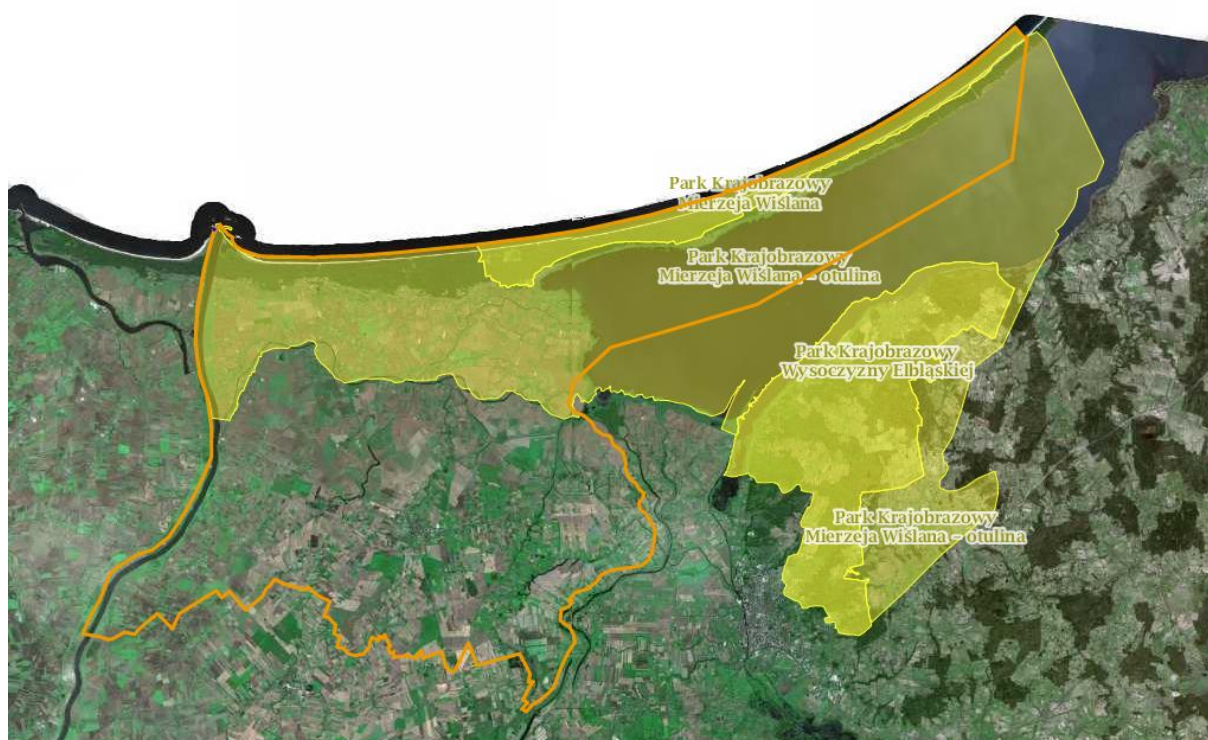 Park Krajobrazowy
Mierzeja Wiślana
Park Krajobrazowy
Mierzeja Wiślana – otulina
Park Krajobrazowy
Wysoczyzny Elbląskiej
Park Krajobrazowy
Mierzeja Wiślana – otulina